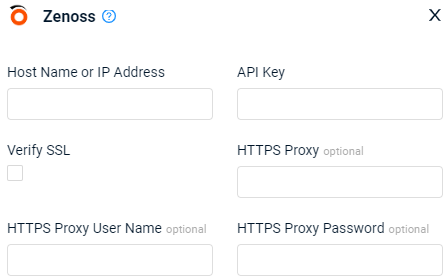 Zenoss ?
X
Host Name or IP Address
API Key
Verify SSL
HTTPS Proxy optional
HTTPS Proxy User Name optional
HTTPS Proxy Password optional